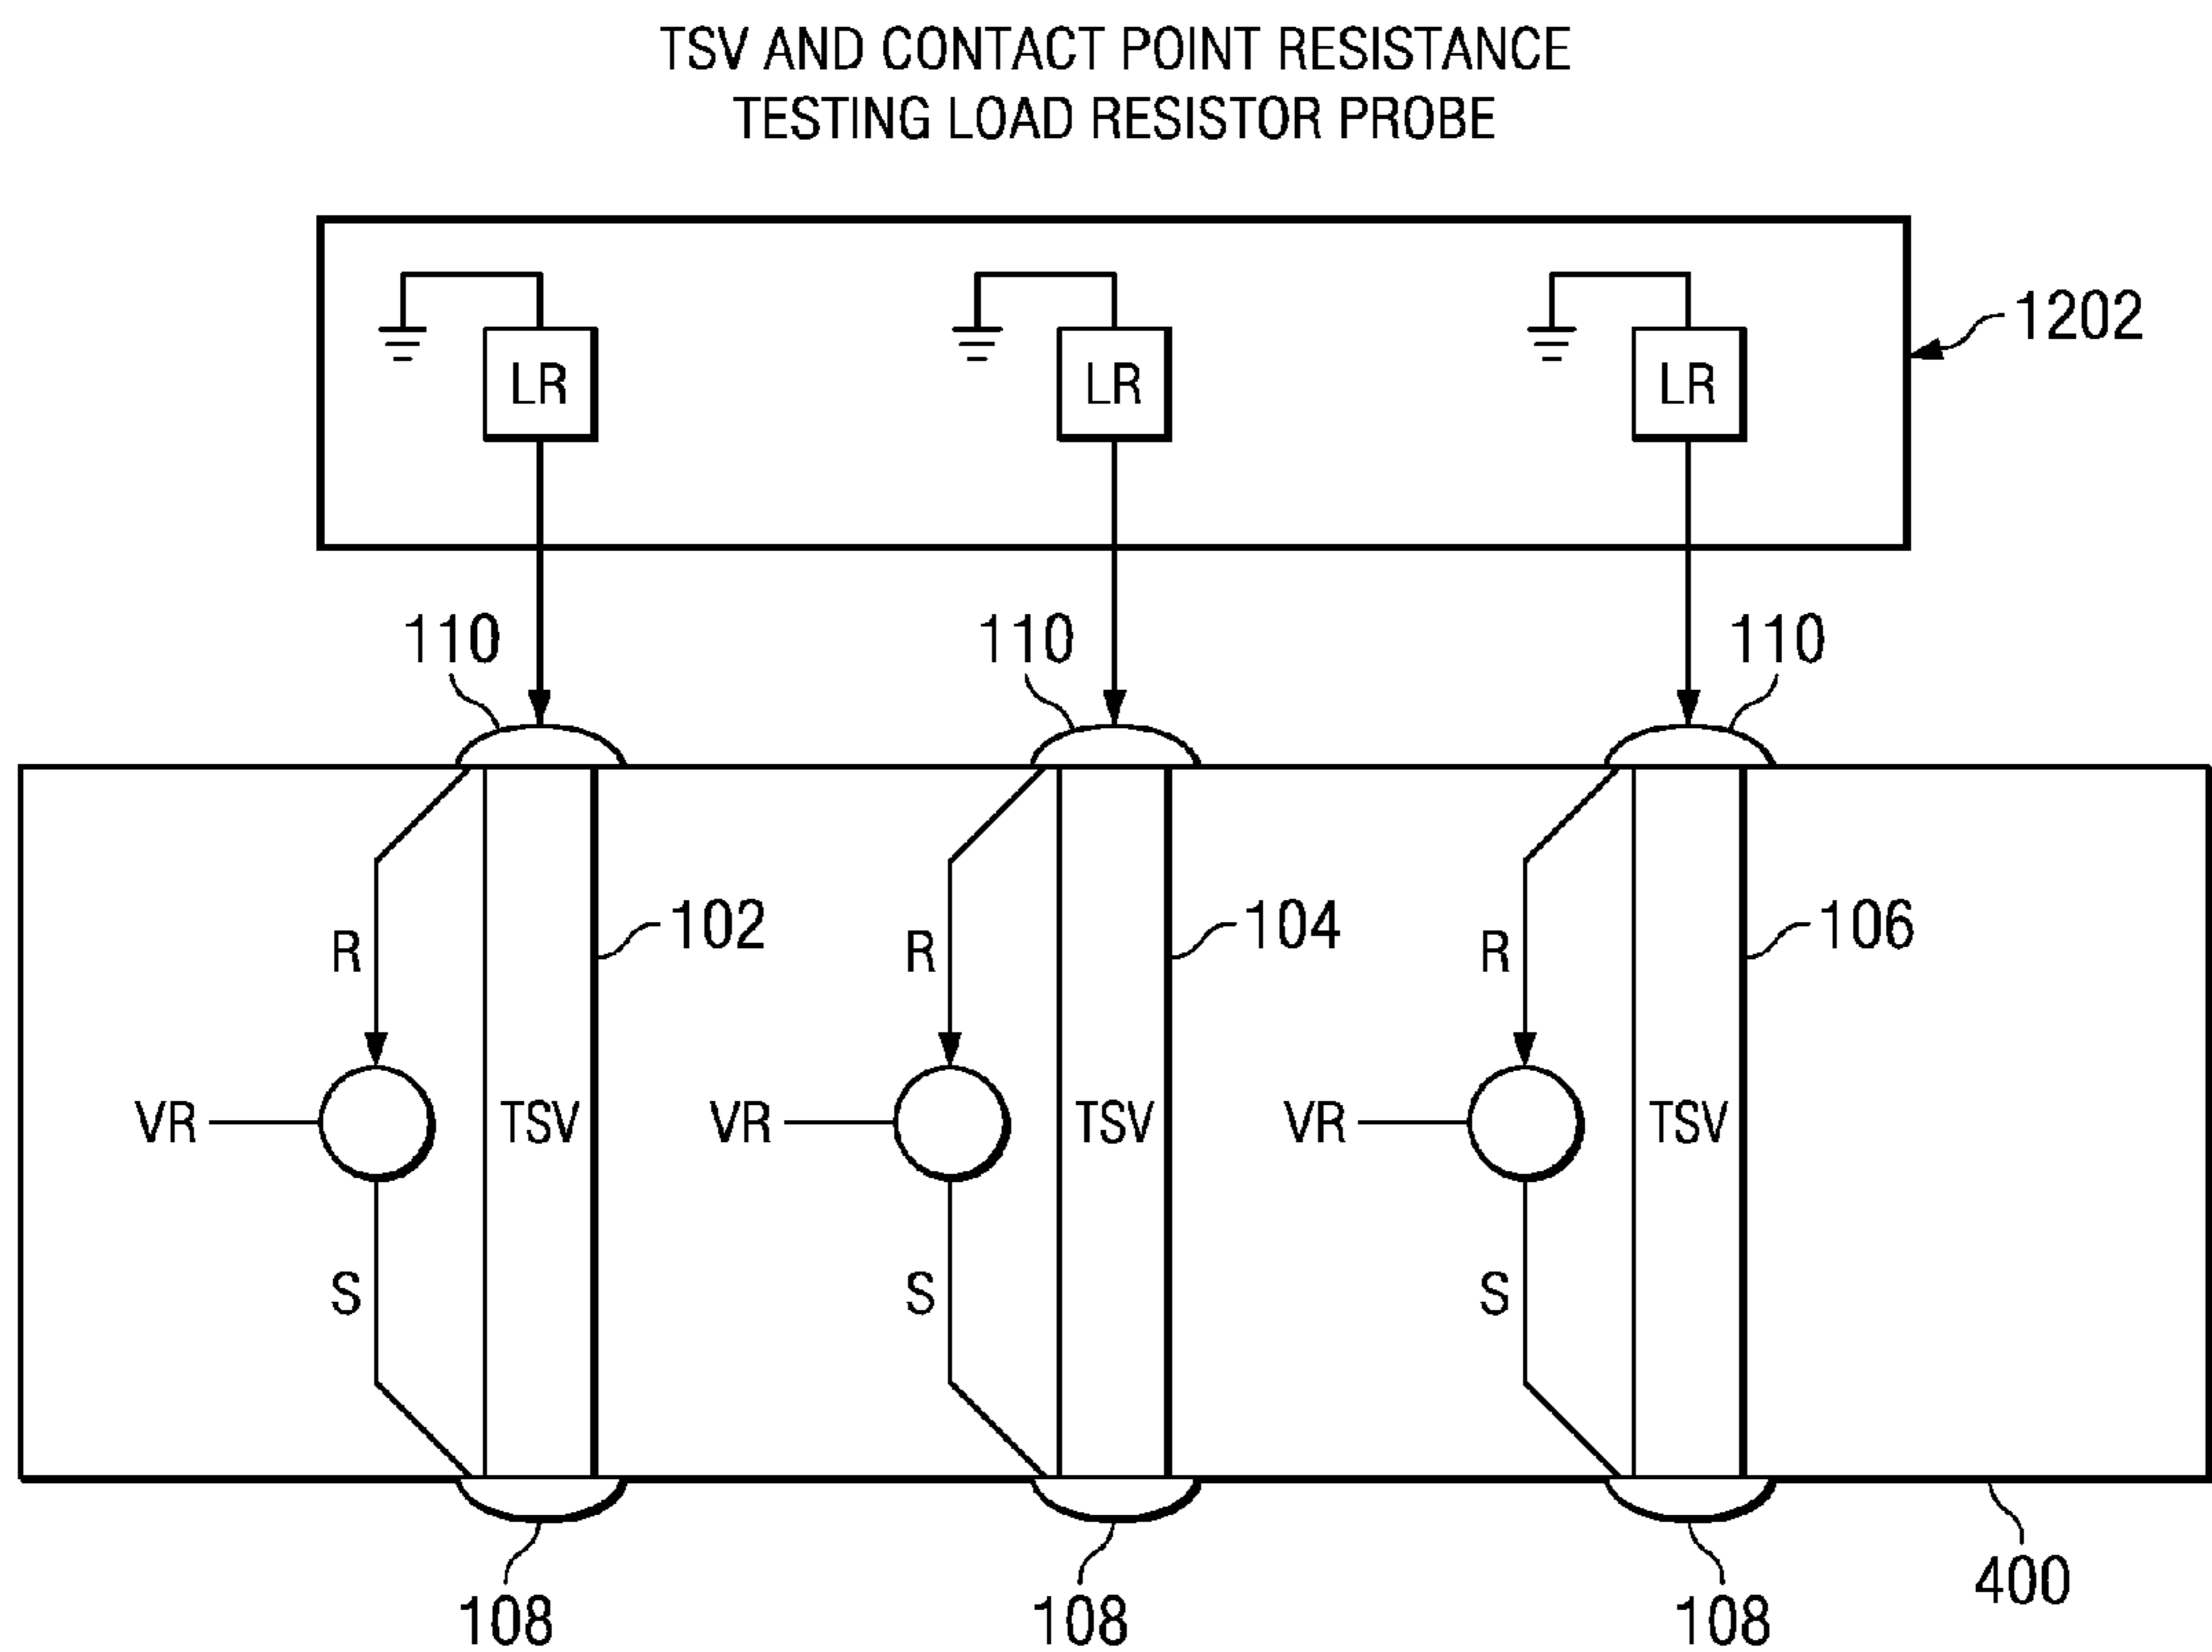 TSV AND CONTACT POINT RESISTANCE
TESTING LOAD RESISTOR PROBE
1202
LR LR LR
110 110 110
102 104 106
R R R
VR TSV VR TSV VR TSV
S S S
400
108 108 108